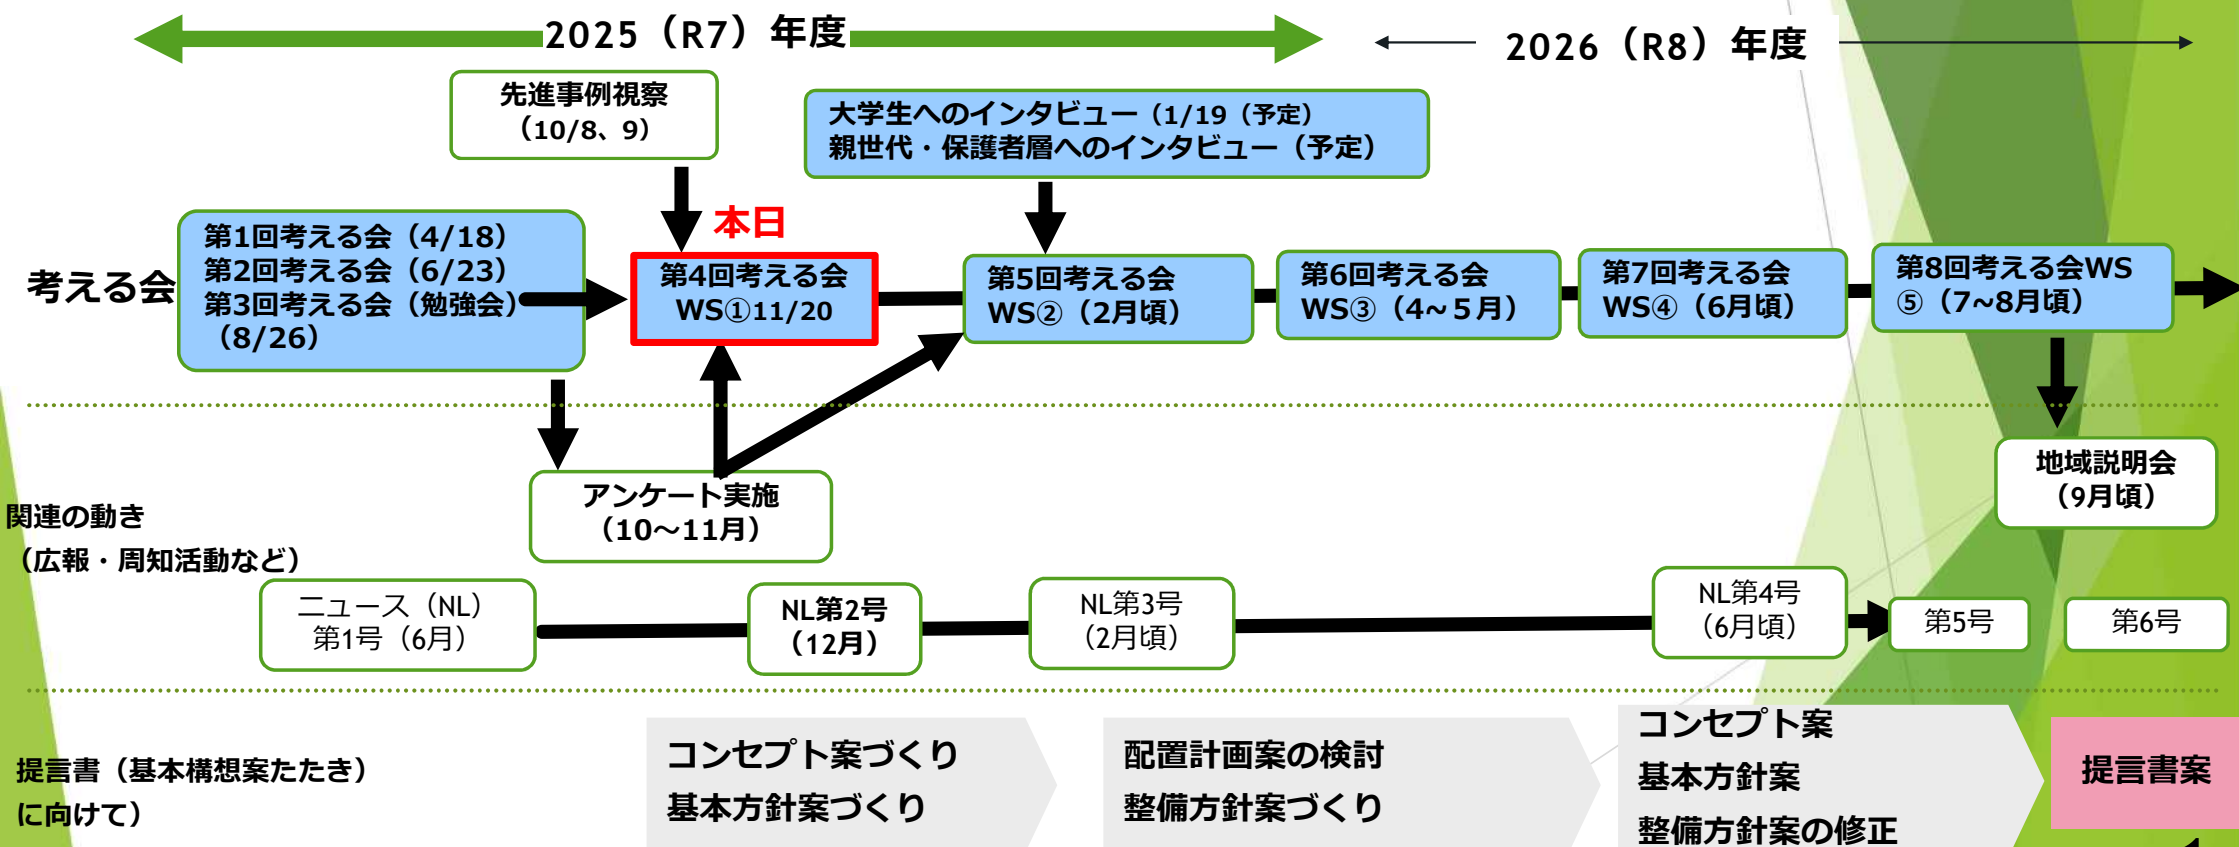 2025（R7）年度
2026（R8）年度
先進事例視察
（10/8、9）
大学生へのインタビュー（1/19（予定）
親世代・保護者層へのインタビュー（予定）
本日
考える会
第1回考える会（4/18）
第2回考える会（6/23）
第3回考える会（勉強会）
（8/26）
第4回考える会
WS①11/20
第5回考える会
WS②（2月頃）
第6回考える会
WS③（4~５月）
第7回考える会
WS④（6月頃）
第8回考える会WS
⑤（7~8月頃）
関連の動き
（広報・周知活動など）
アンケート実施
（10～11月）
地域説明会
（9月頃）
ニュース（NL）
第1号（6月）
NL第2号
（12月）
NL第3号
（2月頃）
NL第4号
（6月頃）
第5号
第6号
提言書（基本構想案たたき）
に向けて）
コンセプト案づくり
基本方針案づくり
配置計画案の検討
整備方針案づくり
コンセプト案
基本方針案
整備方針案の修正
提言書案